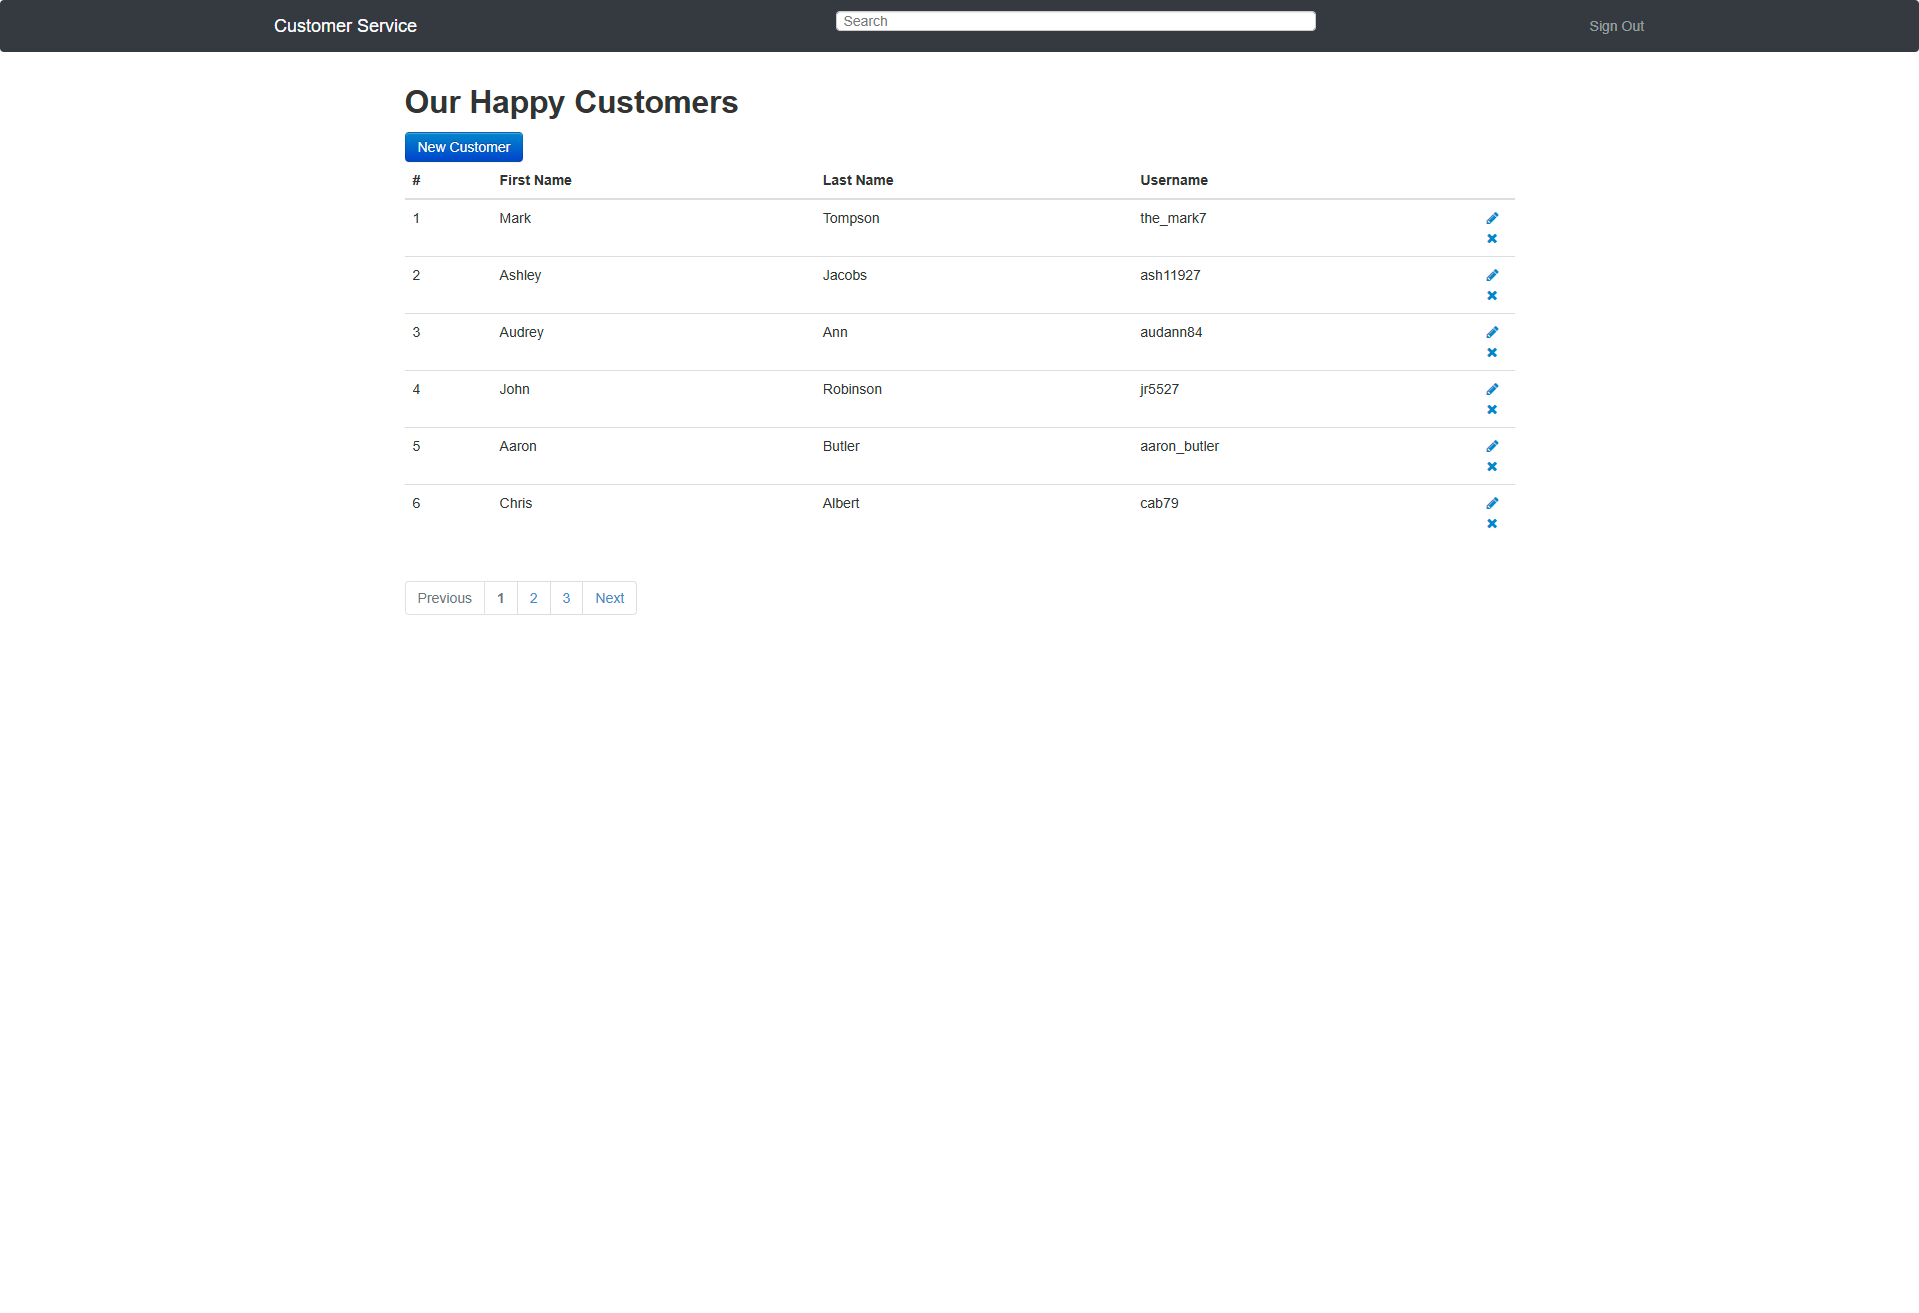 Customer Service Search Sign Out
Our Happy Customers
New Customer
# First Name Last Name Username
1 Mark Tompson the_mark7
2 Ashley Jacobs ash11927
3 Audrey Ann audann84
4 John Robinson jr5527
5 Aaron Butler aaron_butler
6 Chris Albert cab79
Previous 1 2 3 Next